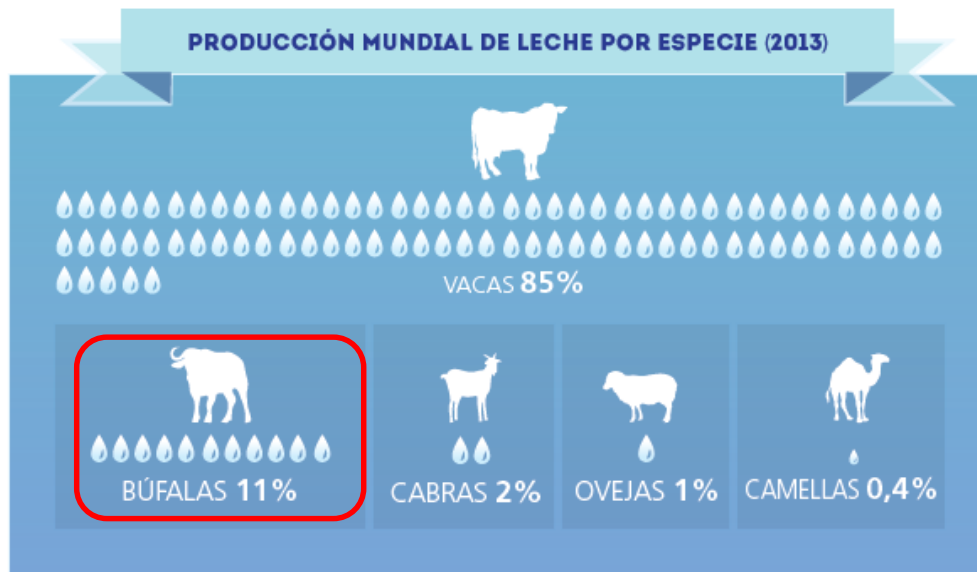 PRODUCCIÓN MUNDIAL DE LECHE POR ESPECIE (2013)
VACAS 85%
BÚFALAS 11%
CABRAS 2%
OVEJAS 1%
CAMELLAS 0,4%